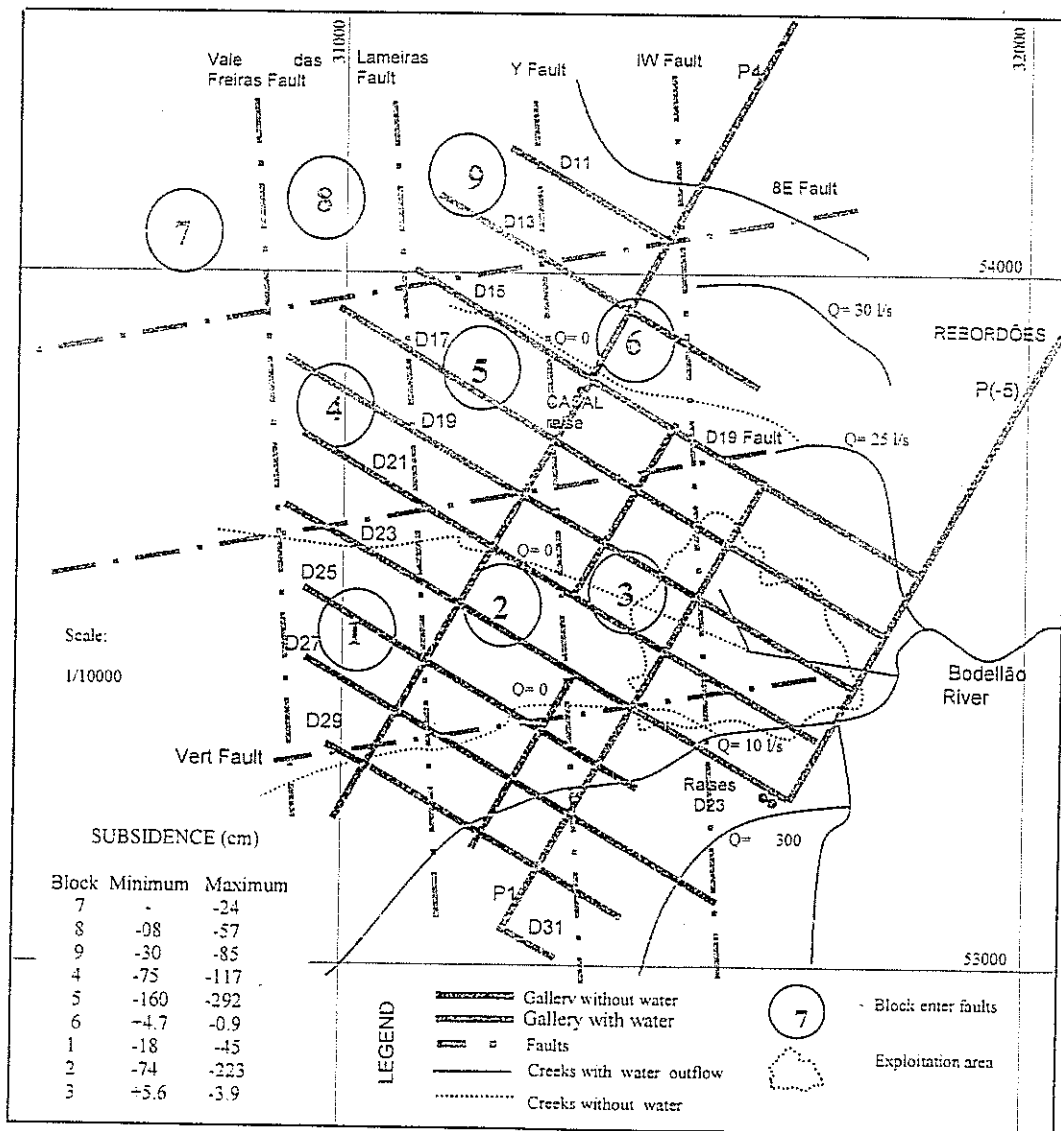 31000
32000
Vale das
Freiras Fault
Lameiras
Fault
Y Fault
IW Fault
P4
D11
9
8
7
D13
8E Fault
54000
D15
Q= 0
6
Q= 30 l/s
REBORDÕES
D17
5
P(-5)
CASAL
reise
4
D19
D19 Fault
Q= 25 l/s
D21
D23
Q= 0
D25
3
2
1
Scale:
1/10000
D27
Q= 0
Bodellão
River
D29
Vert Fault
Q= 10 l/s
Raises
D23
Q= 300
P1
D31
53000
SUBSIDENCE (cm)
Block Minimum Maximum
7 - -24
8 -08 -57
9 -30 -85
4 -75 -117
5 -160 -292
6 +4.7 -0.9
1 -18 -45
2 -74 -223
3 +5.6 -3.9
LEGEND
Gallery without water
Gallery with water
Faults
Creeks with water outflow
Creeks without water
7
- Block enter faults
Exploitation area